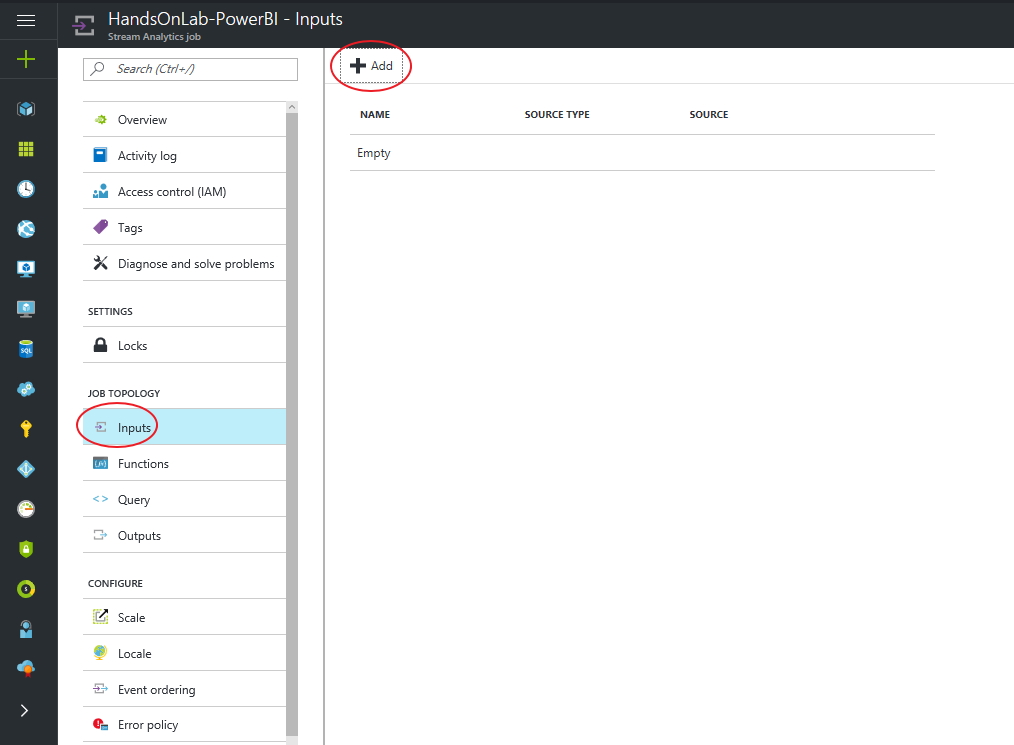 HandsOnLab-PowerBI - Inputs
Stream Analytics job
Search (Ctrl+/)
Overview
Activity log
Access control (IAM)
Tags
Diagnose and solve problems
SETTINGS
Locks
JOB TOPOLOGY
Inputs
Functions
Query
Outputs
CONFIGURE
Scale
Locale
Event ordering
Error policy
Add
NAME SOURCE TYPE SOURCE
Empty
SQL